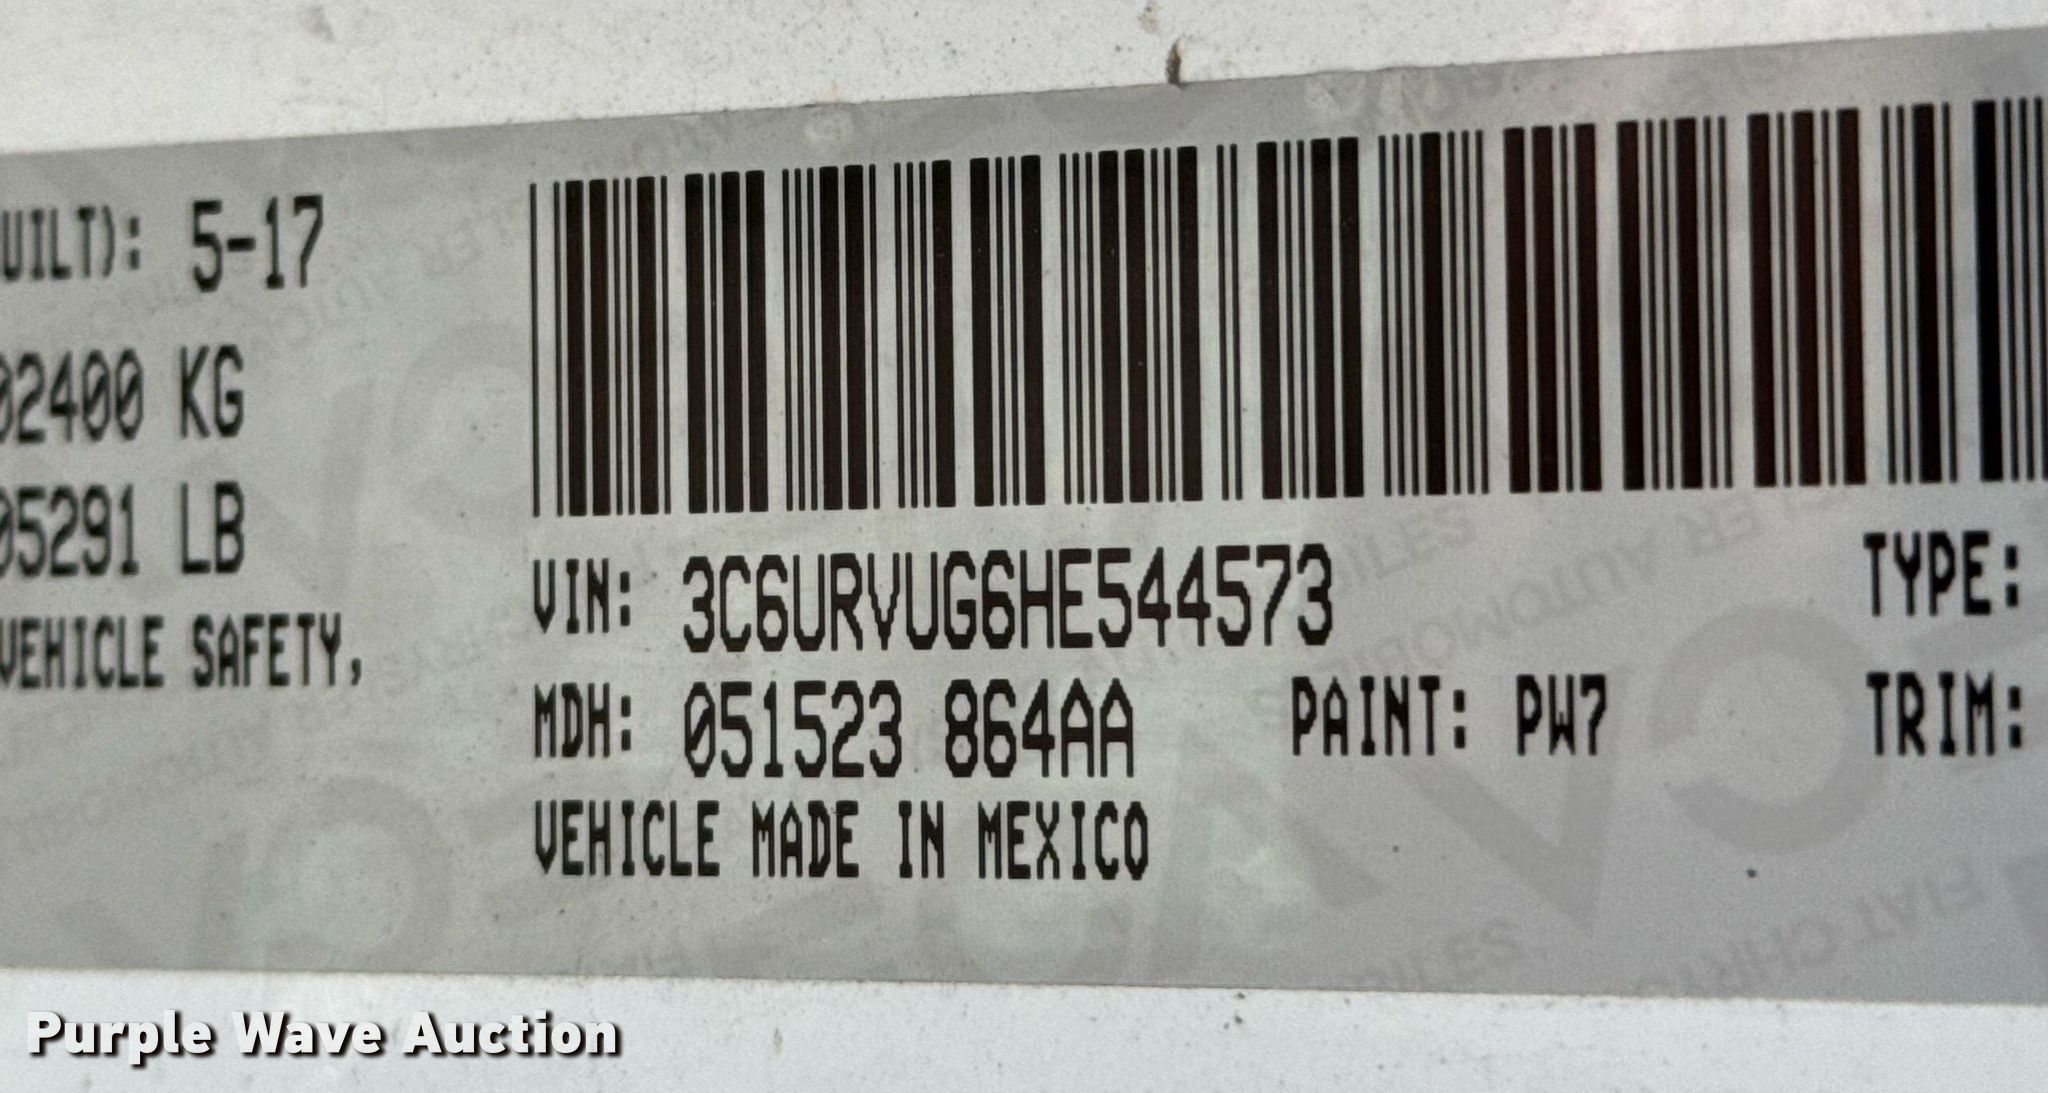 UILT): 5-17
02400 KG
05291 LB
VEHICLE SAFETY,
VIN: 3C6URVUG6HE544573
TYPE:
MDH: 051523 864AA
PAINT: PW7
TRIM:
VEHICLE MADE IN MEXICO
Purple Wave Auction